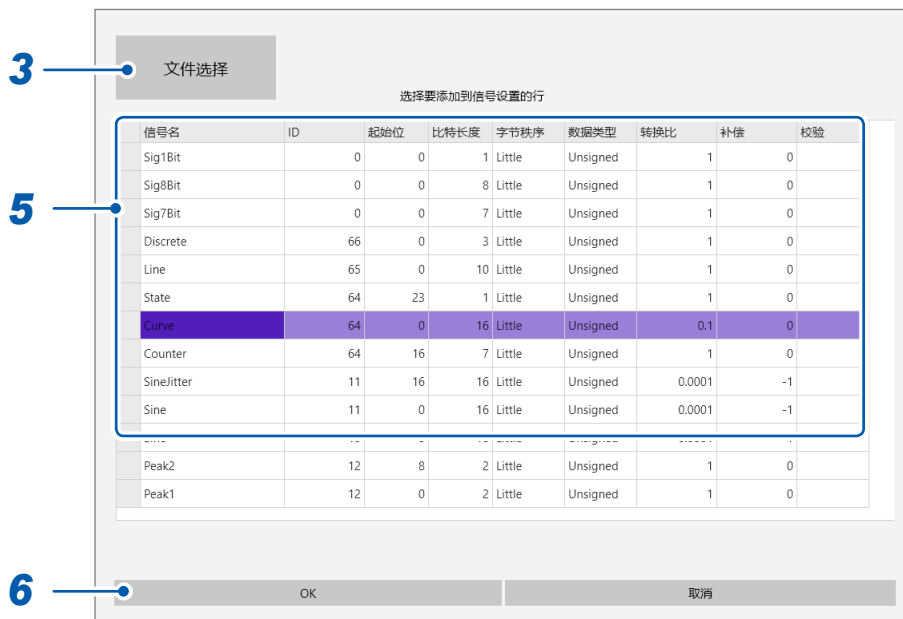 3
文件选择
选择要添加到信号设置的行
信号名 ID 起始位 比特长度 字节秩序 数据类型 转换比 补偿 校验
Sig1Bit 0 0 1 Little Unsigned 1 0
5
Sig8Bit 0 0 8 Little Unsigned 1 0
Sig7Bit 0 0 7 Little Unsigned 1 0
Discrete 66 0 3 Little Unsigned 1 0
Line 65 0 10 Little Unsigned 1 0
State 64 23 1 Little Unsigned 1 0
Curve 64 0 16 Little Unsigned 0.1 0
Counter 64 16 7 Little Unsigned 1 0
SineJitter 11 16 16 Little Unsigned 0.0001 -1
Sine 11 0 16 Little Unsigned 0.0001 -1
Peak2 12 8 2 Little Unsigned 1 0
Peak1 12 0 2 Little Unsigned 1 0
6
OK 取消